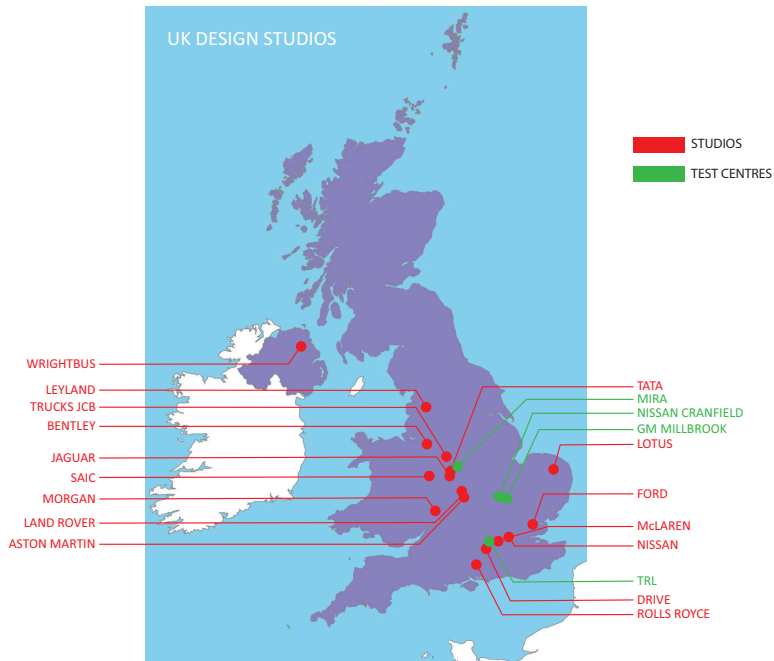 UK DESIGN STUDIOS
STUDIOS
TEST CENTRES
WRIGHTBUS
LEYLAND
TRUCKS JCB
BENTLEY
JAGUAR
SAIC
MORGAN
LAND ROVER
ASTON MARTIN
TATA
MIRA
NISSAN CRANFIELD
GM MILLBROOK
LOTUS
FORD
McLAREN
NISSAN
TRL
DRIVE
ROLLS ROYCE